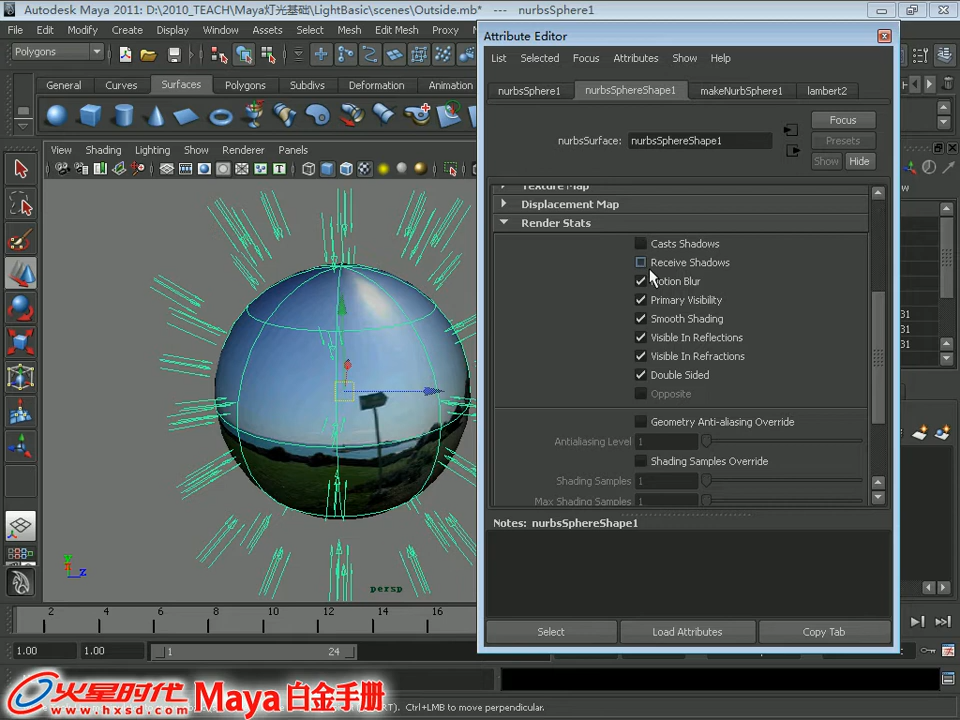 Autodesk Maya 2011: D:\2010_TEACH\Maya灯光基础\LightBasic\scenes\Outside.mb* --- nurbsSphere1
File Edit Modify Create Display Window Assets Select Mesh Edit Mesh Proxy
Polygons
General Curves Surfaces Polygons Subdivs Deformation Animation
View Shading Lighting Show Renderer Panels
Attribute Editor
List Selected Focus Attributes Show Help
nurbsSphere1 nurbsSphereShape1 makeNurbSphere1 lambert2
Focus
nurbsSurface: nurbsSphereShape1
Presets
Show Hide
Texture Map
Displacement Map
Render Stats
Casts Shadows
Receive Shadows
Motion Blur
Primary Visibility
Smooth Shading
Visible In Reflections
Visible In Refractions
Double Sided
Opposite
Geometry Anti-aliasing Override
Antialiasing Level 1
Shading Samples Override
Shading Samples 1
Max Shading Samples 1
Notes: nurbsSphereShape1
Select Load Attributes Copy Tab
persp
y
z
2 4 6 8 10 12 14 16
1.00 1.00 1 24
火星时代
www.hxsd.com
Maya白金手册
RT). Ctrl+LMB to move perpendicular.